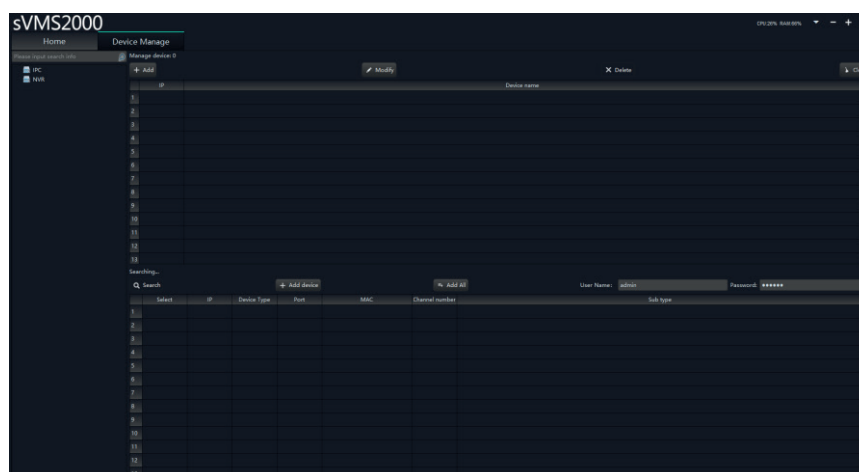 sVMS2000
CPU:26% RAM:66%
Home Device Manage
Please input search info
Manage device: 0
IPC
NVR
+ Add Modify Delete
IP Device name
1
2
3
4
5
6
7
8
9
10
11
12
13
Searching...
Search + Add device Add All User Name: admin Password: ●●●●●●
Select IP Device Type Port MAC Channel number Sub type
1
2
3
4
5
6
7
8
9
10
11
12